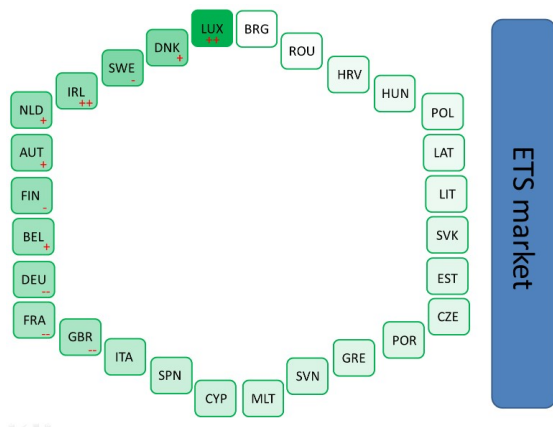 LUX
++
BRG
DNK
+
ROU
SWE
-
HRV
IRL
++
HUN
NLD
+
POL
AUT
+
LAT
FIN
-
LIT
BEL
+
SVK
DEU
--
EST
FRA
--
CZE
GBR
--
POR
ITA
GRE
SPN
SVN
CYP
MLT
ETS market